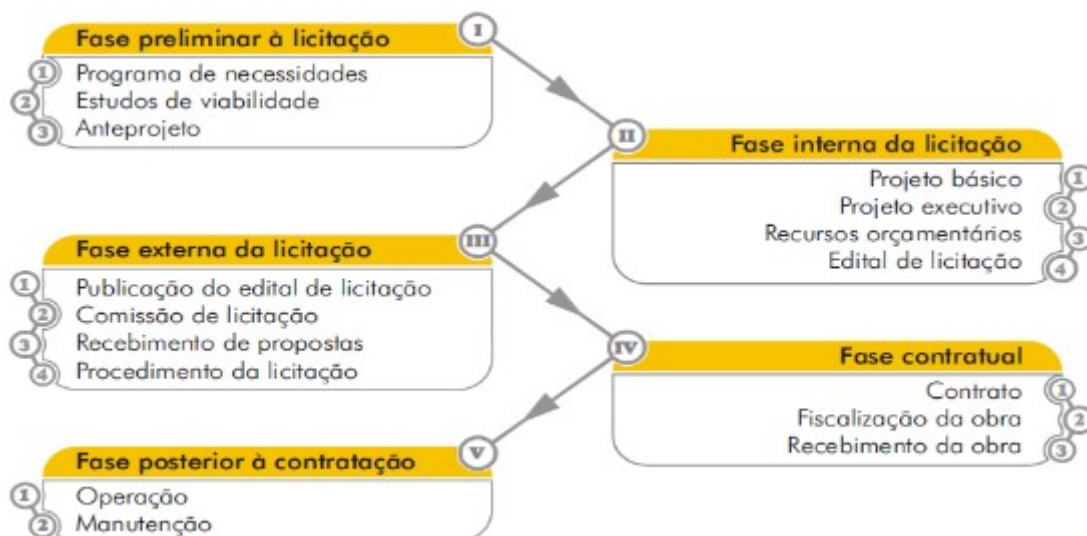 Fase preliminar à licitação
I
1 Programa de necessidades
2 Estudos de viabilidade
3 Anteprojeto
II
Fase interna da licitação
Projeto básico 1
Projeto executivo 2
Recursos orçamentários 3
Edital de licitação 4
Fase externa da licitação
III
1 Publicação do edital de licitação
2 Comissão de licitação
3 Recebimento de propostas
4 Procedimento da licitação
IV
Fase contratual
Contrato 1
Fiscalização da obra 2
Recebimento da obra 3
Fase posterior à contratação
V
1 Operação
2 Manutenção